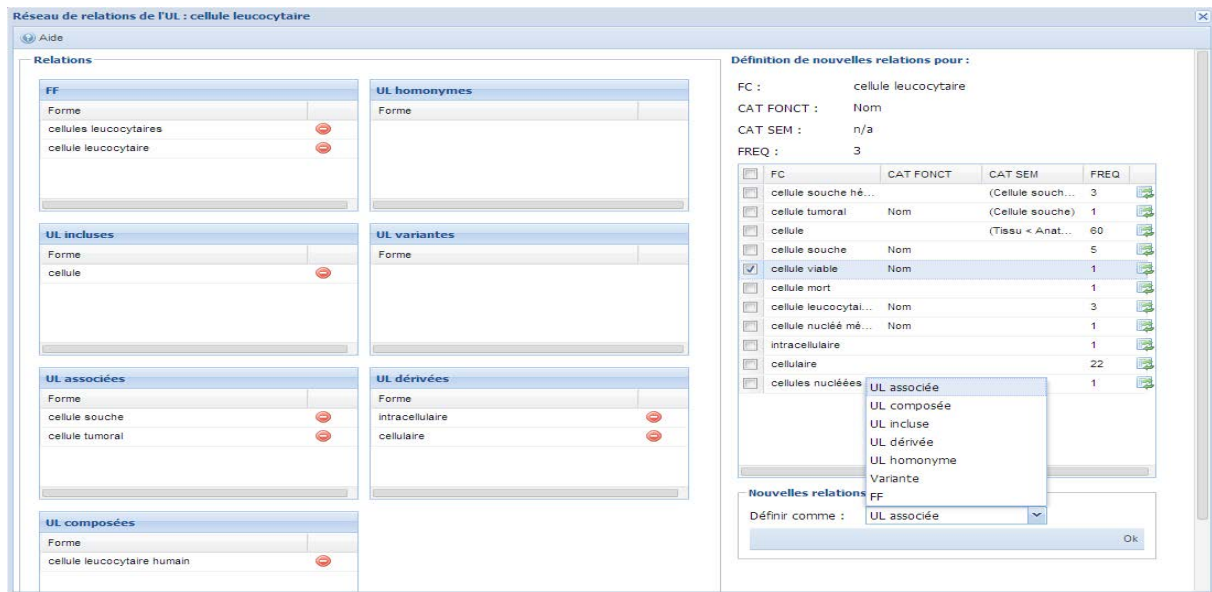 Réseau de relations de l'UL : cellule leucocytaire
Aide
Relations
FF
Forme
cellules leucocytaires
cellule leucocytaire
UL homonymes
Forme
UL incluses
Forme
cellule
UL variantes
Forme
UL associées
Forme
cellule souche
cellule tumoral
UL dérivées
Forme
intracellulaire
cellulaire
UL composées
Forme
cellule leucocytaire humain
Définition de nouvelles relations pour :
FC : cellule leucocytaire
CAT FONCT : Nom
CAT SEM : n/a
FREQ : 3
FC CAT FONCT CAT SEM FREQ
cellule souche hé... (Cellule souch... 3
cellule tumoral Nom (Cellule souche) 1
cellule (Tissu < Anat... 60
cellule souche Nom 5
cellule viable Nom 1
cellule mort 1
cellule leucocytai... Nom 3
cellule nucléé mé... Nom 1
intracellulaire 1
cellulaire 22
cellules nucléées 1
UL associée
UL composée
UL incluse
UL dérivée
UL homonyme
Variante
FF
Nouvelles relations
Définir comme : UL associée
Ok